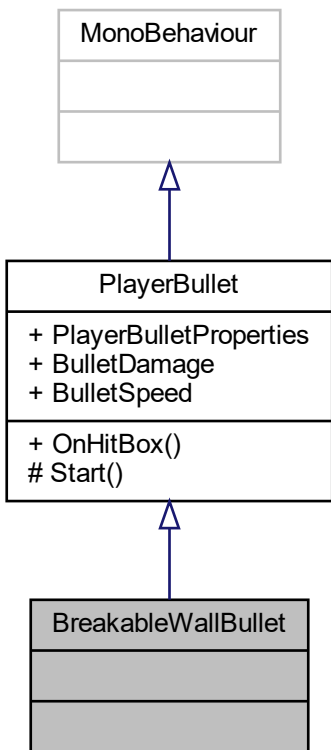 MonoBehaviour
PlayerBullet
+ PlayerBulletProperties
+ BulletDamage
+ BulletSpeed
+ OnHitBox()
# Start()
BreakableWallBullet